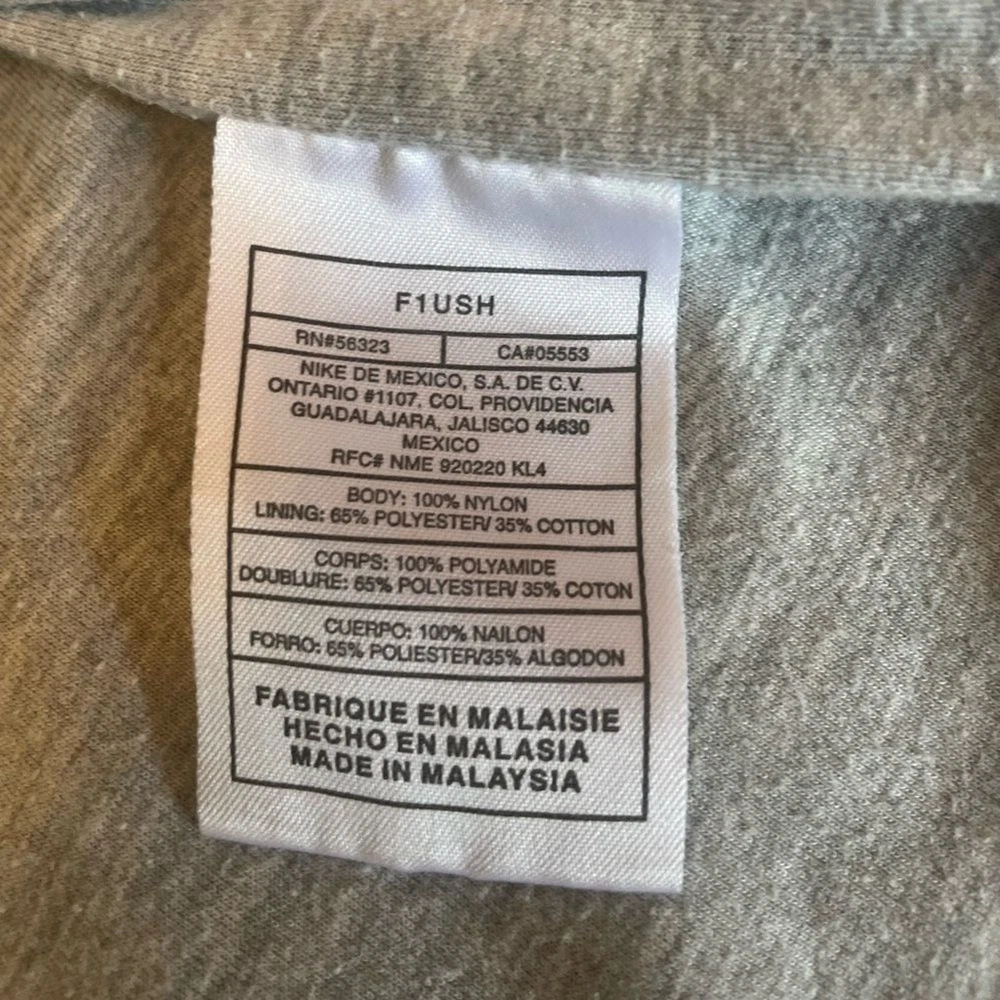 F1USH
RN#56323 CA#05553
NIKE DE MEXICO, S.A. DE C.V.
ONTARIO #1107, COL. PROVIDENCIA
GUADALAJARA, JALISCO 44630
MEXICO
RFC# NME 920220 KL4
BODY: 100% NYLON
LINING: 65% POLYESTER/ 35% COTTON
CORPS: 100% POLYAMIDE
DOUBLURE: 65% POLYESTER/ 35% COTON
CUERPO: 100% NAILON
FORRO: 65% POLIESTER/35% ALGODON
FABRIQUE EN MALAISIE
HECHO EN MALASIA
MADE IN MALAYSIA